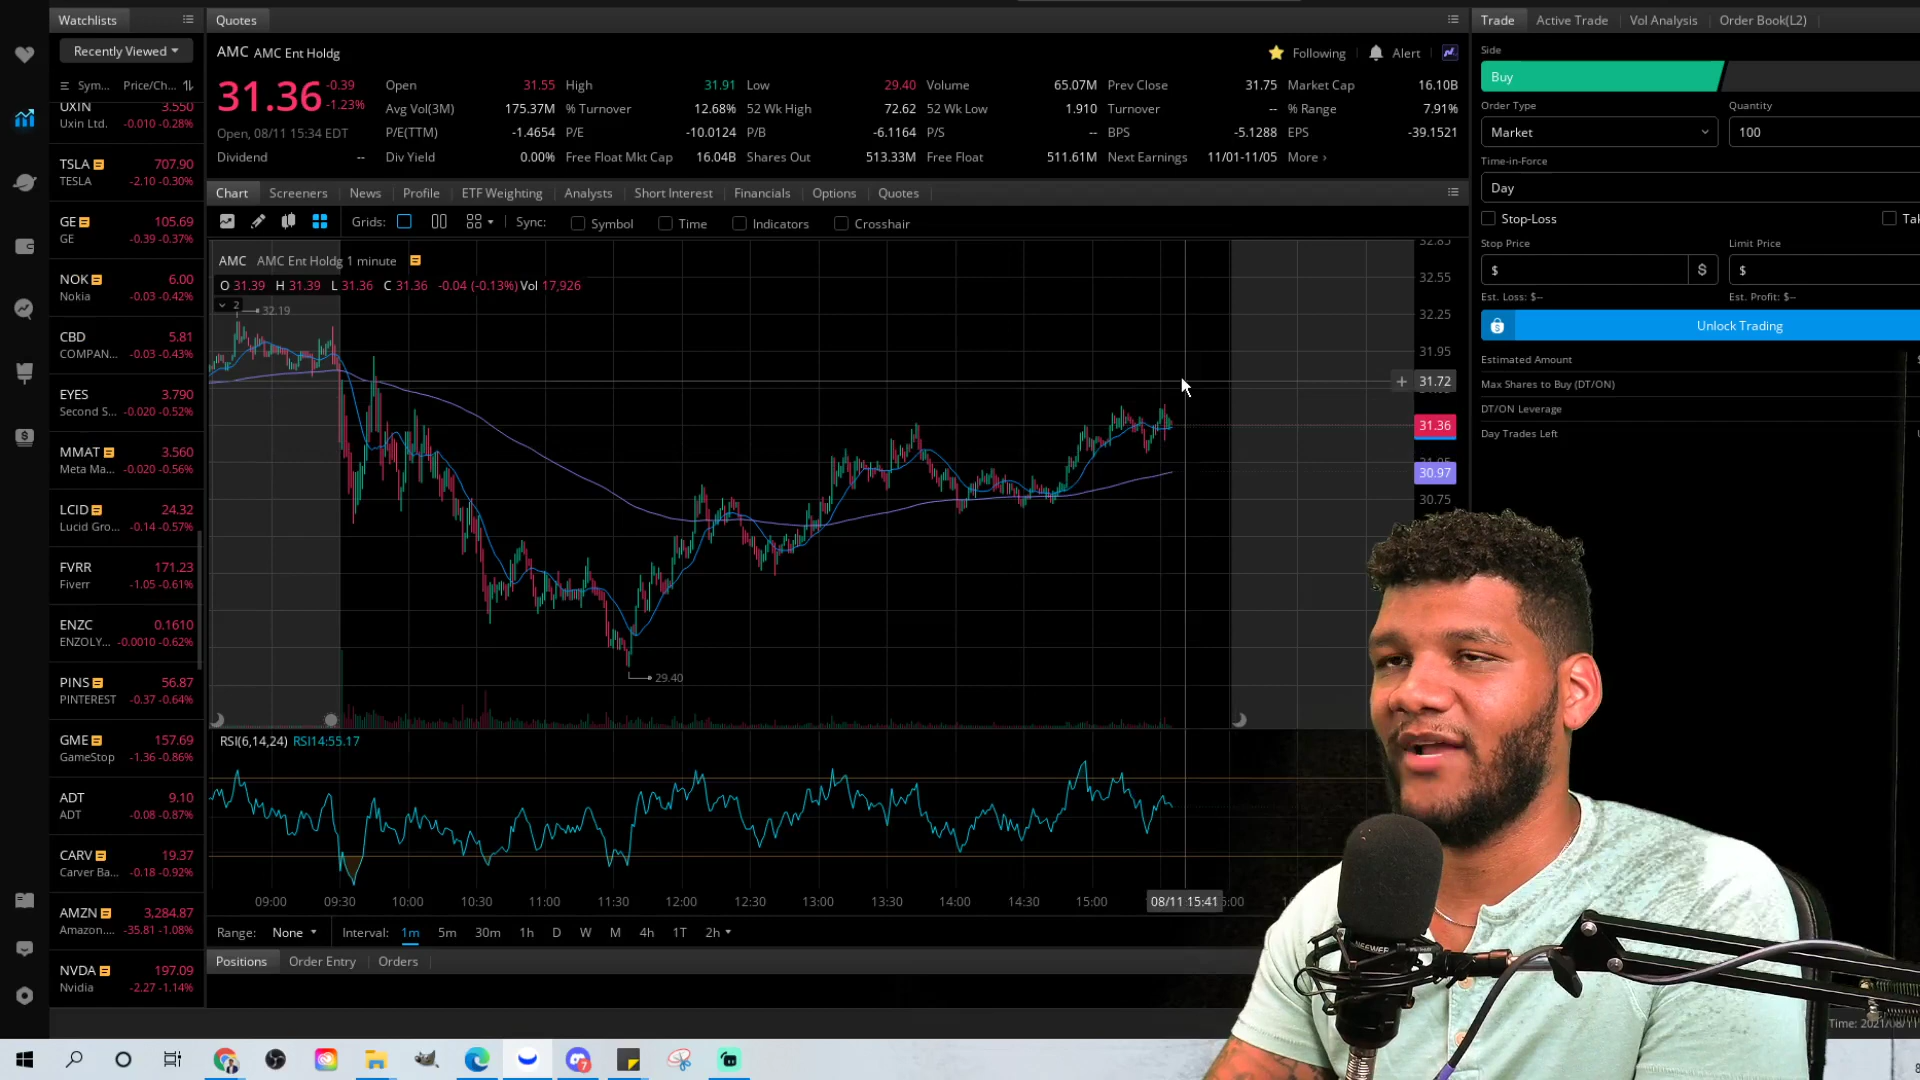 Watchlists
Recently Viewed
Sym... Price/Ch...
UXIN 3.550
Uxin Ltd. -0.010 -0.28%
TSLA 707.90
TESLA -2.10 -0.30%
GE 105.69
GE -0.39 -0.37%
NOK 6.00
Nokia -0.03 -0.42%
CBD 5.81
COMPAN... -0.03 -0.43%
EYES 3.790
Second S... -0.020 -0.52%
MMAT 3.560
Meta Ma... -0.020 -0.56%
LCID 24.32
Lucid Gro... -0.14 -0.57%
FVRR 171.23
Fiverr -1.05 -0.61%
ENZC 0.1610
ENZOLY... -0.0010 -0.62%
PINS 56.87
PINTEREST -0.37 -0.64%
GME 157.69
GameStop -1.36 -0.86%
ADT 9.10
ADT -0.08 -0.87%
CARV 19.37
Carver Ba... -0.18 -0.92%
AMZN 3,284.87
Amazon.... -35.81 -1.08%
NVDA 197.09
Nvidia -2.27 -1.14%
Quotes
AMC AMC Ent Holdg Following Alert
31.36 -0.39 -1.23%
Open, 08/11 15:34 EDT
Open 31.55 High 31.91 Low 29.40 Volume 65.07M Prev Close 31.75 Market Cap 16.10B
Avg Vol(3M) 175.37M % Turnover 12.68% 52 Wk High 72.62 52 Wk Low 1.910 Turnover -- % Range 7.91%
P/E(TTM) -1.4654 P/E -10.0124 P/B -6.1164 P/S -- BPS -5.1288 EPS -39.1521
Dividend -- Div Yield 0.00% Free Float Mkt Cap 16.04B Shares Out 513.33M Free Float 511.61M Next Earnings 11/01-11/05 More ›
Chart Screeners News Profile ETF Weighting Analysts Short Interest Financials Options Quotes
Grids: Sync: Symbol Time Indicators Crosshair
AMC AMC Ent Holdg 1 minute
O 31.39 H 31.39 L 31.36 C 31.36 -0.04 (-0.13%) Vol 17,926
2
32.19
29.40
32.85
32.55
32.25
31.95
31.72
31.36
30.97
30.75
RSI(6,14,24) RSI14:55.17
09:00 09:30 10:00 10:30 11:00 11:30 12:00 12:30 13:00 13:30 14:00 14:30 15:00 08/11 15:41
Range: None Interval: 1m 5m 30m 1h D W M 4h 1T 2h
Positions Order Entry Orders
Trade Active Trade Vol Analysis Order Book(L2)
Side
Buy
Order Type Quantity
Market 100
Time-in-Force
Day
Stop-Loss
Stop Price Limit Price
$ $ $
Est. Loss: $-- Est. Profit: $--
Unlock Trading
Estimated Amount
Max Shares to Buy (DT/ON)
DT/ON Leverage
Day Trades Left
7